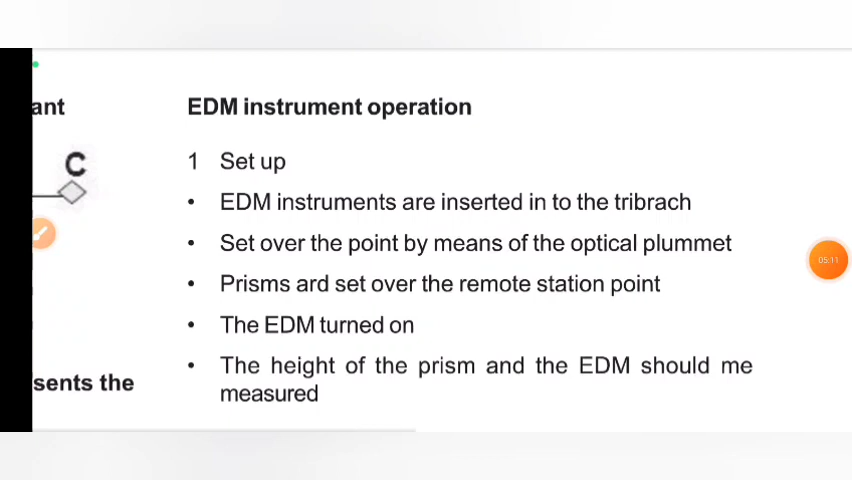 ant
C
sents the
EDM instrument operation
1 Set up
• EDM instruments are inserted in to the tribrach
• Set over the point by means of the optical plummet
• Prisms ard set over the remote station point
• The EDM turned on
• The height of the prism and the EDM should me
measured
05:11